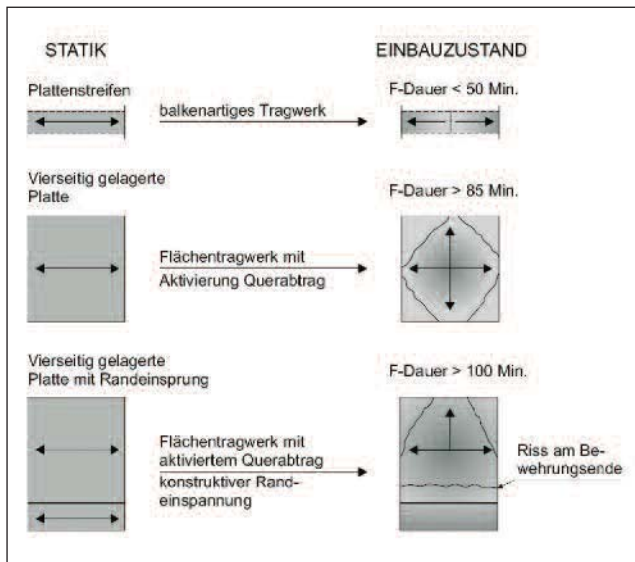 STATIK
EINBAUZUSTAND
Plattenstreifen
balkenartiges Tragwerk
F-Dauer < 50 Min.
Vierseitig gelagerte
Platte
Flächentragwerk mit
Aktivierung Querabtrag
F-Dauer > 85 Min.
Vierseitig gelagerte
Platte mit Randeinsprung
Flächentragwerk mit
aktiviertem Querabtrag
konstruktiver Rand-
einspannung
F-Dauer > 100 Min.
Riss am Be-
wehrungsende